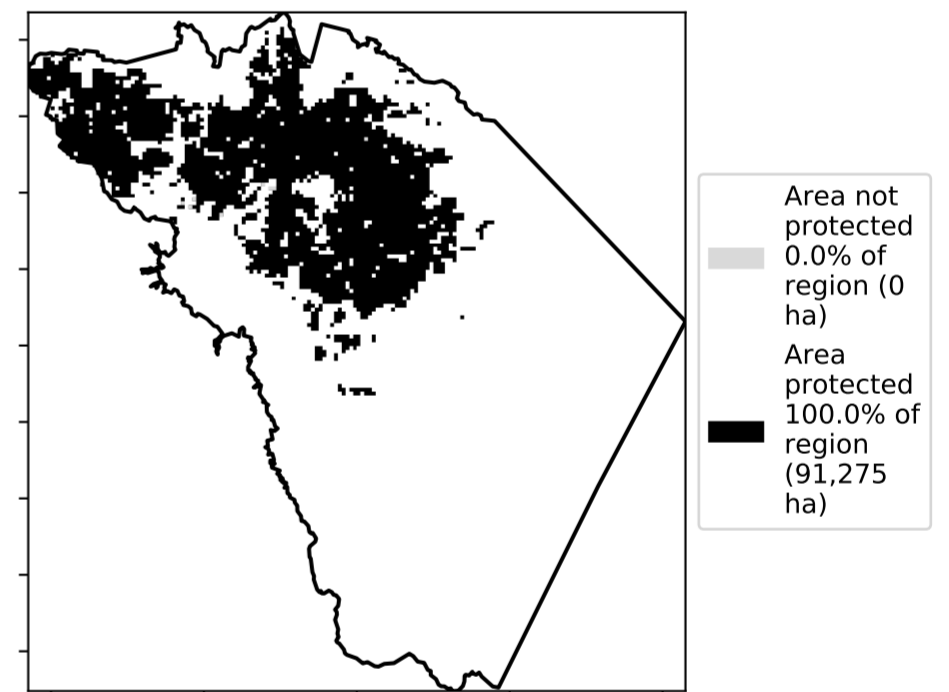 Area not
protected
0.0% of
region (0
ha)
Area
protected
100.0% of
region
(91,275
ha)